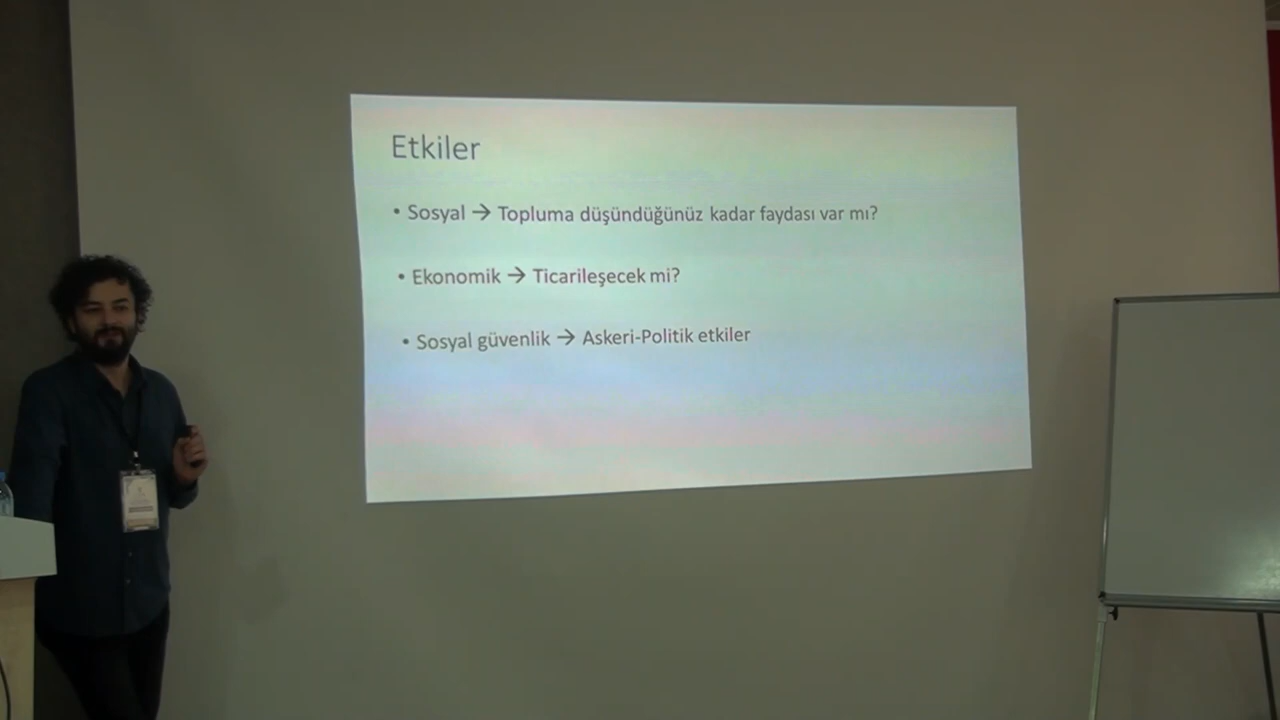 Etkiler
• Sosyal → Topluma düşündüğünüz kadar faydası var mı?
• Ekonomik → Ticarileşecek mi?
• Sosyal güvenlik → Askeri-Politik etkiler